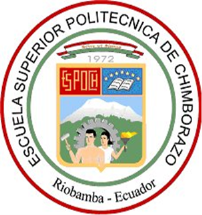 ESCUELA SUPERIOR POLITECNICA DE CHIMBORAZO
1972
ESPOCH
Riobamba - Ecuador